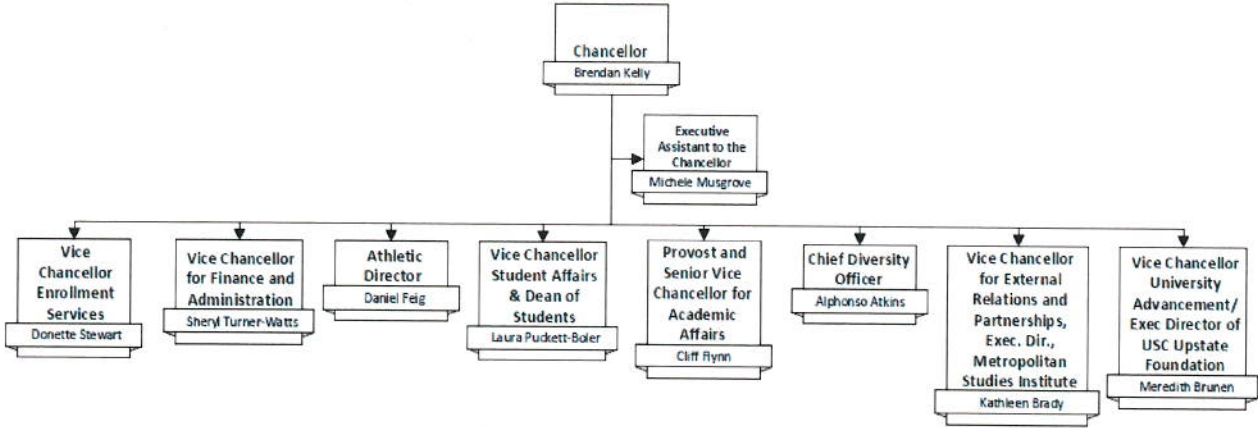 Chancellor
Brendan Kelly
Executive
Assistant to the
Chancellor
Michele Musgrove
Vice
Chancellor
Enrollment
Services
Donette Stewart
Vice Chancellor
for Finance and
Administration
Sheryl Turner-Watts
Athletic
Director
Daniel Feig
Vice Chancellor
Student Affairs
& Dean of
Students
Laura Puckett-Boler
Provost and
Senior Vice
Chancellor for
Academic
Affairs
Cliff Flynn
Chief Diversity
Officer
Alphonso Atkins
Vice Chancellor
for External
Relations and
Partnerships,
Exec. Dir.,
Metropolitan
Studies Institute
Kathleen Brady
Vice Chancellor
University
Advancement/
Exec Director of
USC Upstate
Foundation
Meredith Brunen